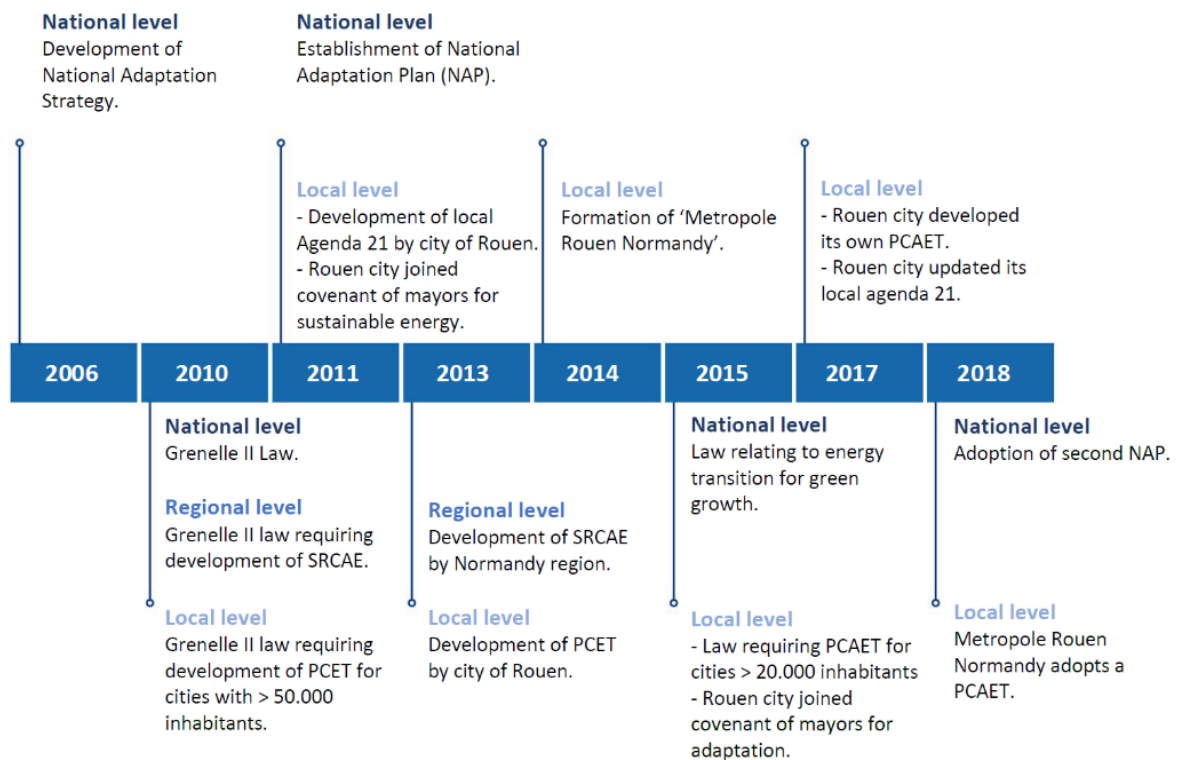 National level
Development of
National Adaptation
Strategy.
National level
Establishment of National
Adaptation Plan (NAP).
Local level
- Development of local
Agenda 21 by city of Rouen.
- Rouen city joined
covenant of mayors for
sustainable energy.
Local level
Formation of ‘Metropole
Rouen Normandy’.
Local level
- Rouen city developed
its own PCAET.
- Rouen city updated its
local agenda 21.
2006
2010
2011
2013
2014
2015
2017
2018
National level
Grenelle II Law.
Regional level
Grenelle II law requiring
development of SRCAE.
Local level
Grenelle II law requiring
development of PCET for
cities with > 50.000
inhabitants.
Regional level
Development of SRCAE
by Normandy region.
Local level
Development of PCET
by city of Rouen.
National level
Law relating to energy
transition for green
growth.
Local level
- Law requiring PCAET for
cities > 20.000 inhabitants
- Rouen city joined
covenant of mayors for
adaptation.
National level
Adoption of second NAP.
Local level
Metropole Rouen
Normandy adopts a
PCAET.